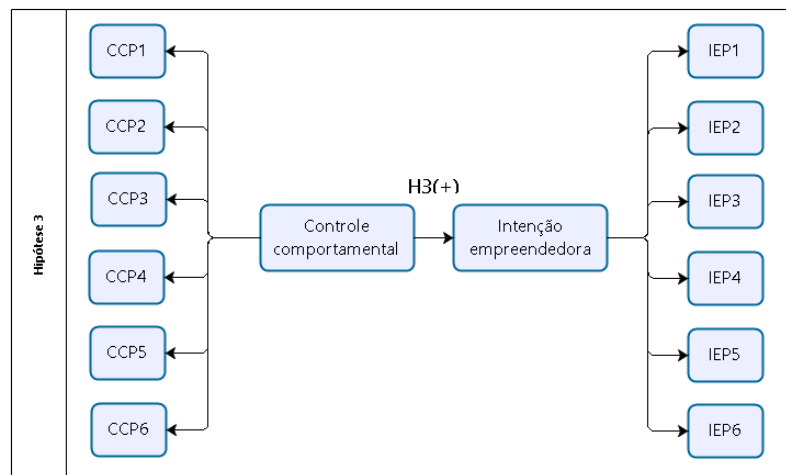 Hipótese 3
CCP1
CCP2
CCP3
CCP4
CCP5
CCP6
Controle
comportamental
H3(+)
Intenção
empreendedora
IEP1
IEP2
IEP3
IEP4
IEP5
IEP6